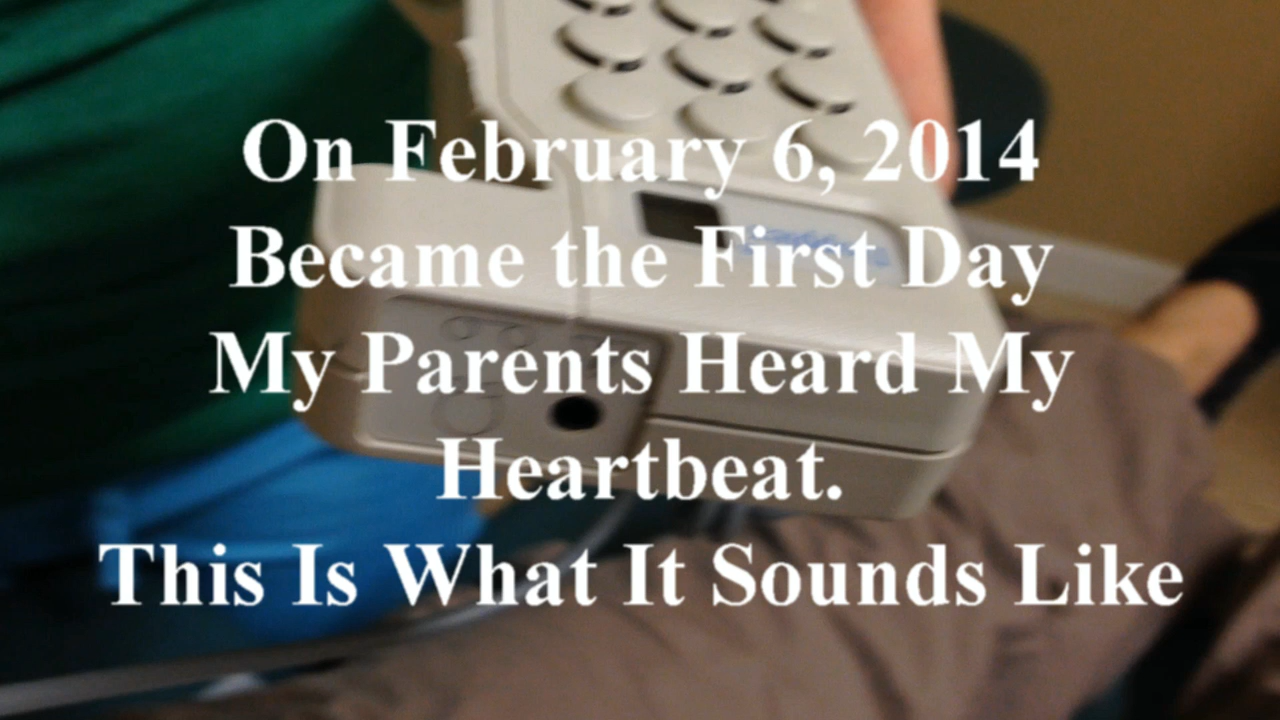 On February 6, 2014
Became the First Day
My Parents Heard My
Heartbeat.
This Is What It Sounds Like